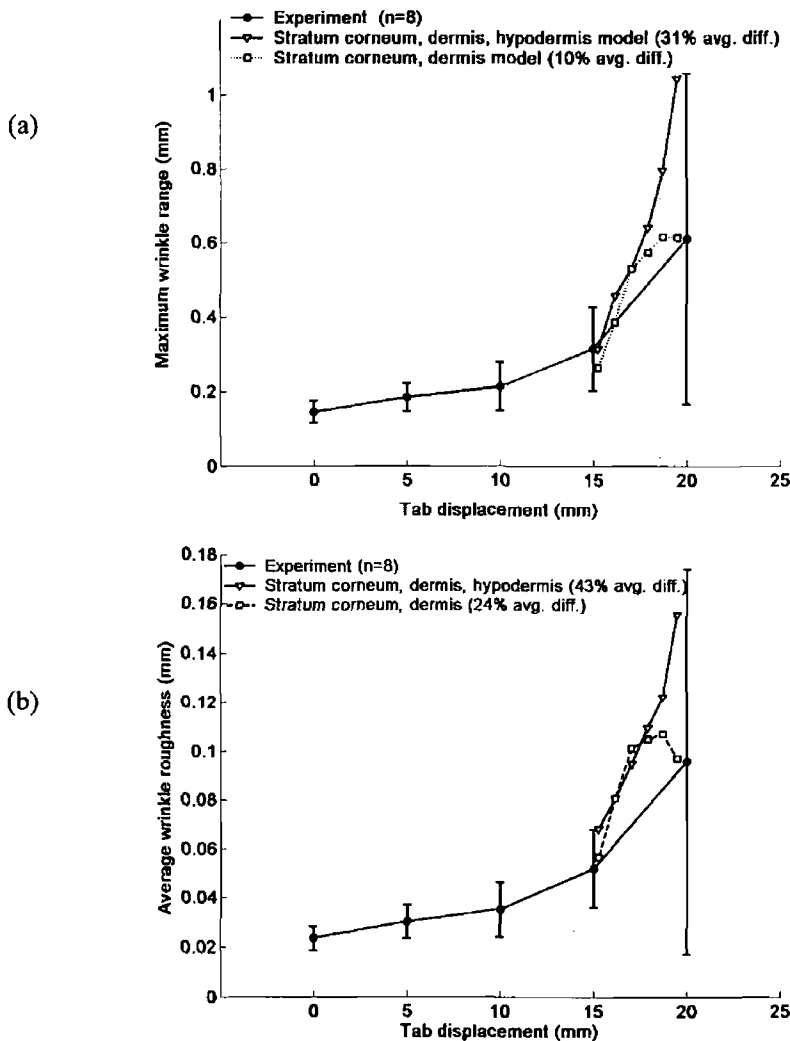 (a)
Experiment (n=8)
Stratum corneum, dermis, hypodermis model (31% avg. diff.)
Stratum corneum, dermis model (10% avg. diff.)
Maximum wrinkle range (mm)
1
0.8
0.6
0.4
0.2
0
0 5 10 15 20 25
Tab displacement (mm)
(b)
Experiment (n=8)
Stratum corneum, dermis, hypodermis (43% avg. diff.)
Stratum corneum, dermis (24% avg. diff.)
Average wrinkle roughness (mm)
0.18
0.16
0.14
0.12
0.1
0.08
0.06
0.04
0.02
0
0 5 10 15 20 25
Tab displacement (mm)